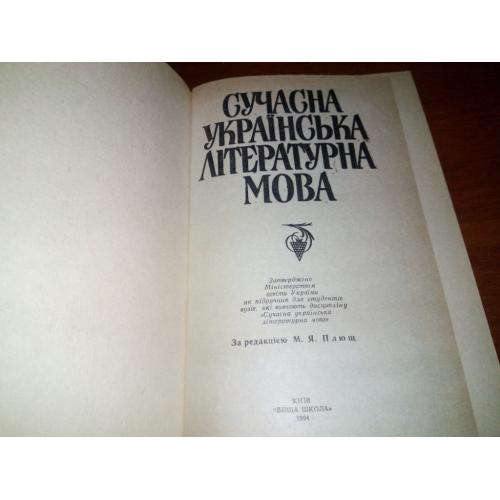 СУЧАСНА
УКРАЇНСЬКА
ЛІТЕРАТУРНА
МОВА
Затверджено
Міністерством
освіти України
як підручник для студентів
вузів, які вивчають дисципліну
«Сучасна українська
літературна мова»
За редакцією М. Я. Плющ
КИЇВ
«ВИЩА ШКОЛА»
1994